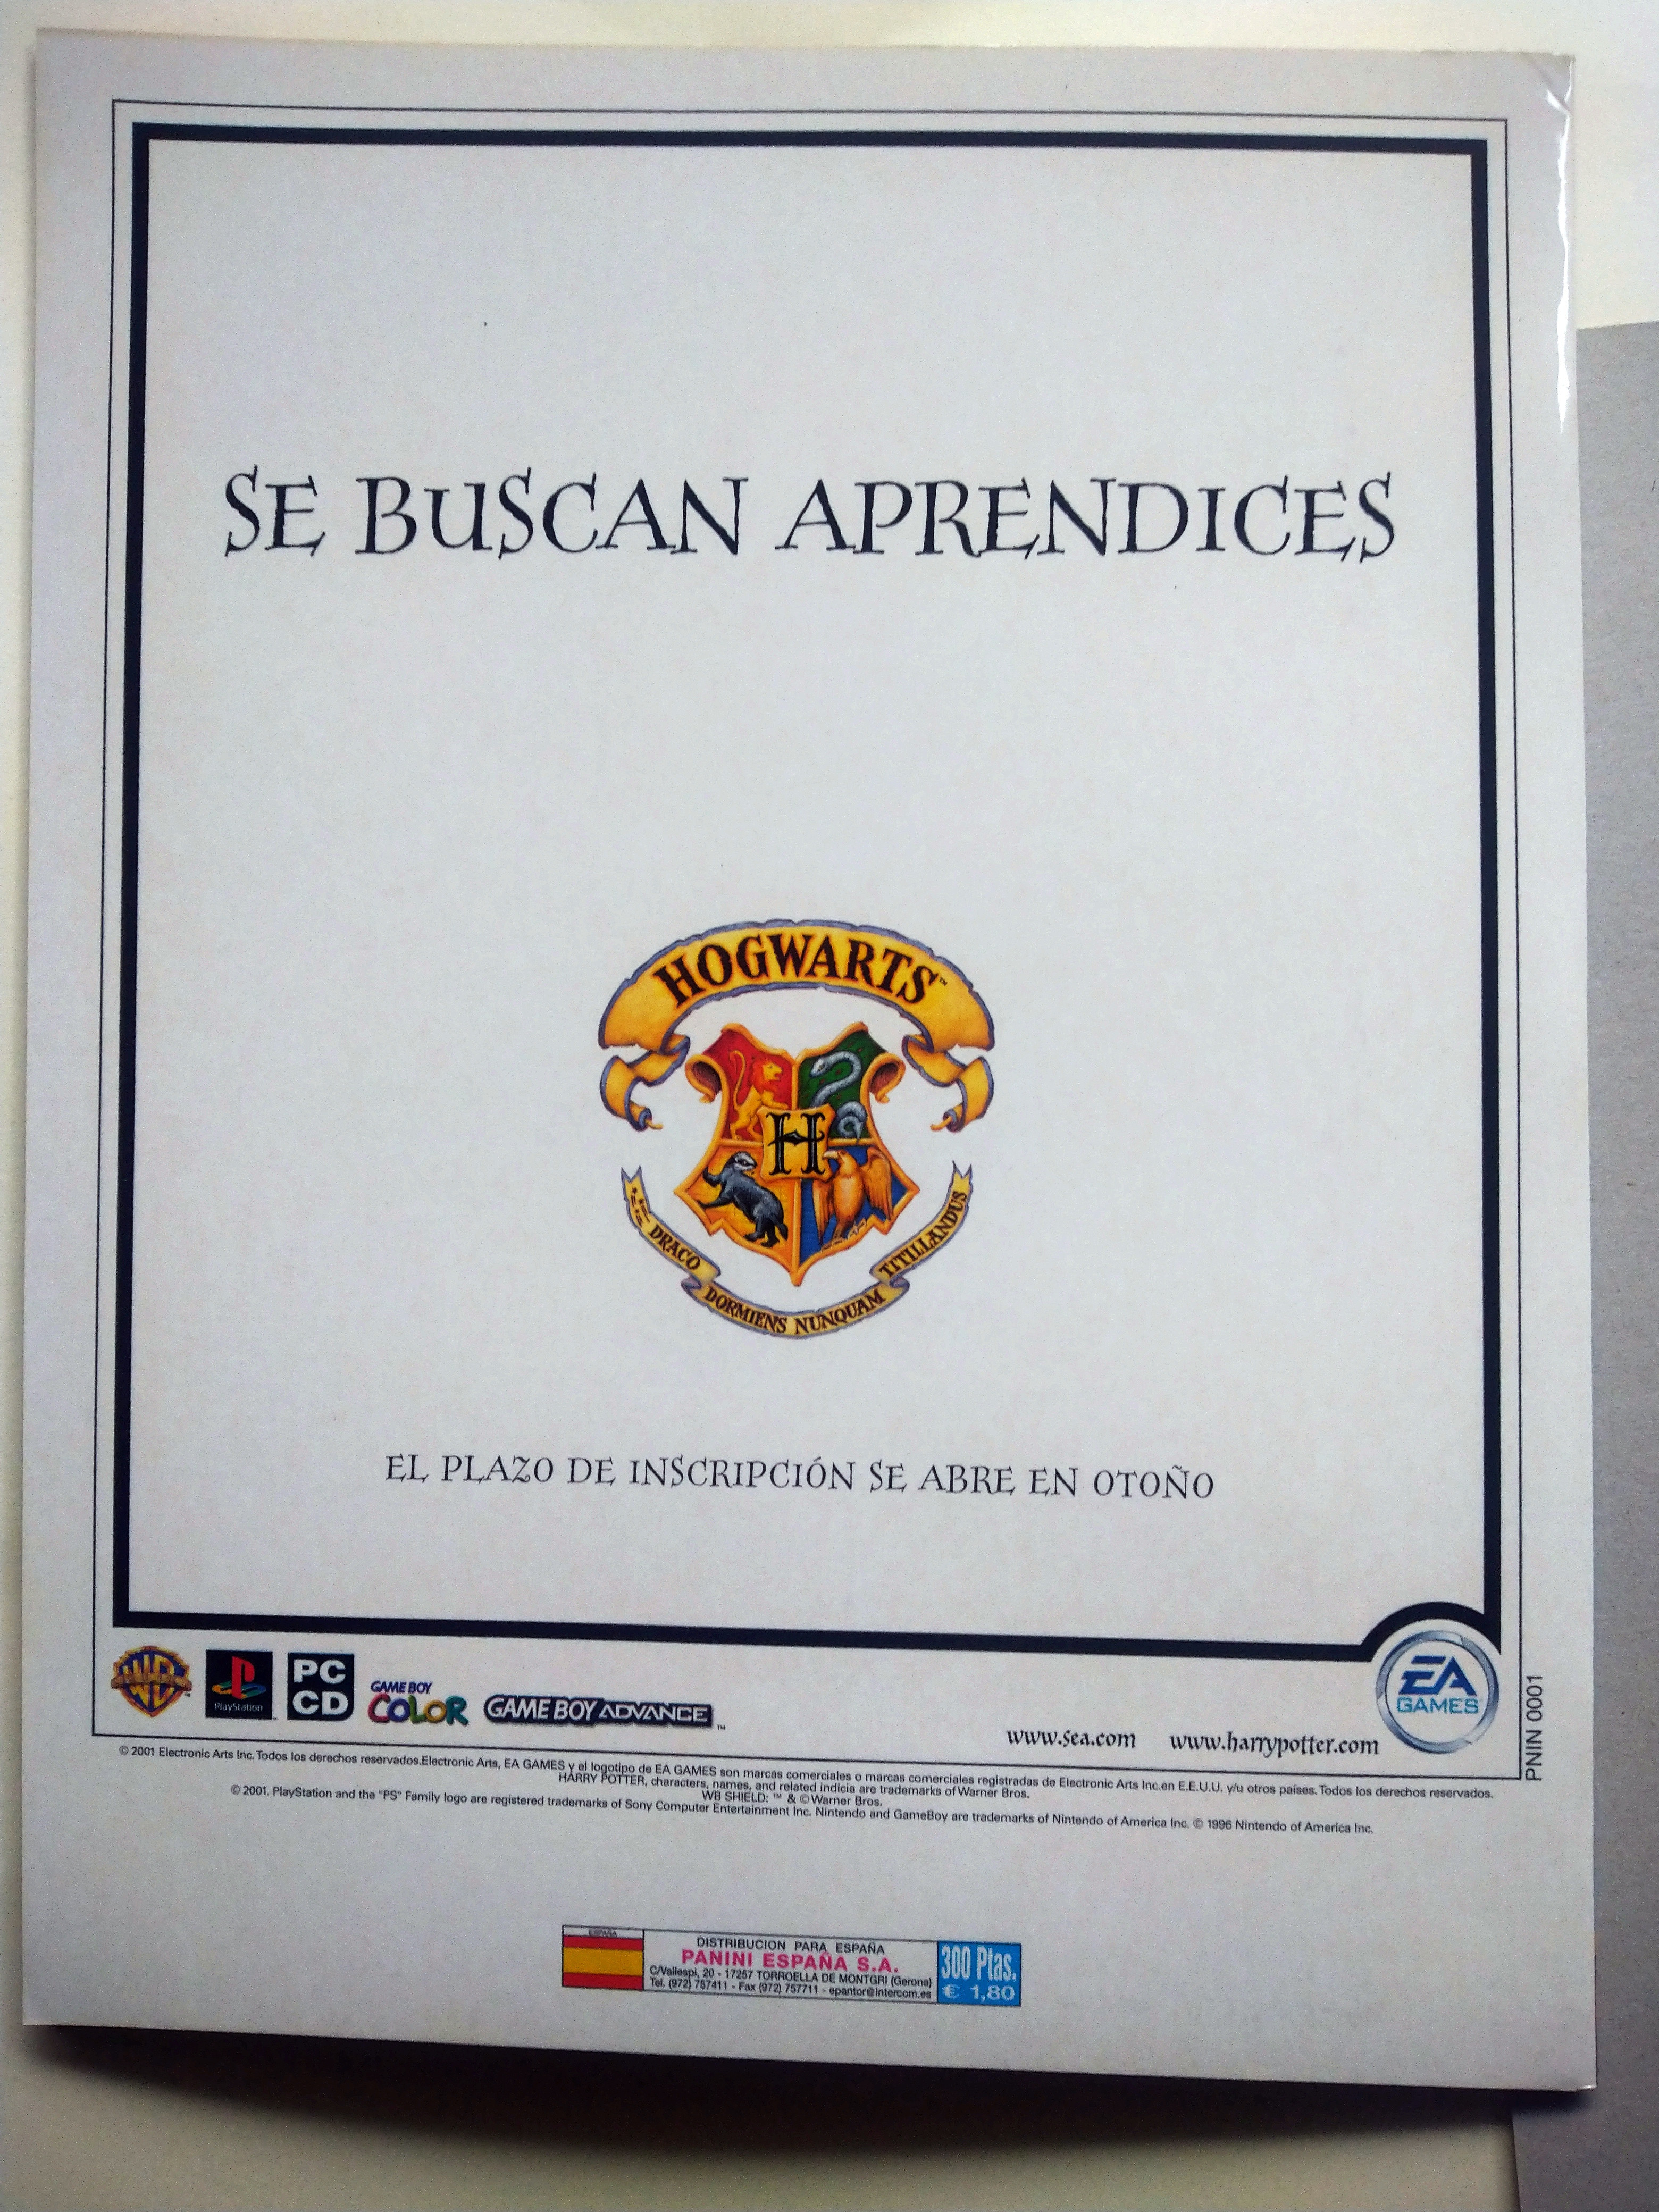 SE BUSCAN APRENDICES
HOGWARTS™
H
DRACO
DORMIENS NUNQUAM
TITILLANDUS
EL PLAZO DE INSCRIPCIÓN SE ABRE EN OTOÑO
WB
PlayStation
PC
CD
GAME BOY
COLOR
GAME BOY ADVANCE™
www.sea.com www.harrypotter.com
EA
GAMES
PNIN 0001
© 2001 Electronic Arts Inc. Todos los derechos reservados.Electronic Arts, EA GAMES y el logotipo de EA GAMES son marcas comerciales o marcas comerciales registradas de Electronic Arts Inc.en E.E.U.U. y/u otros países. Todos los derechos reservados.
HARRY POTTER, characters, names, and related indicia are trademarks of Warner Bros.
WB SHIELD: ™ & © Warner Bros.
© 2001. PlayStation and the "PS" Family logo are registered trademarks of Sony Computer Entertainment Inc. Nintendo and GameBoy are trademarks of Nintendo of America Inc. © 1996 Nintendo of America Inc.
ESPAÑA
DISTRIBUCION PARA ESPAÑA
PANINI ESPAÑA S.A.
C/Vallespi, 20 - 17257 TORROELLA DE MONTGRI (Gerona)
Tel. (972) 757411 - Fax (972) 757711 - epantor@intercom.es
300 Ptas.
€ 1,80